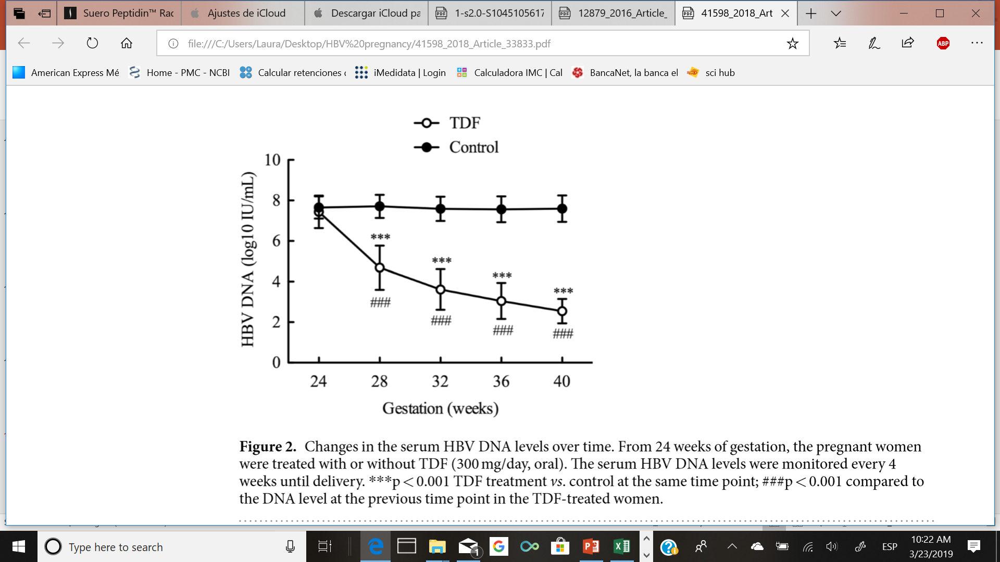 Suero Peptidin™ Rac
Ajustes de iCloud
Descargar iCloud pa
1-s2.0-S1045105617
12879_2016_Article_
41598_2018_Art
file:///C:/Users/Laura/Desktop/HBV%20pregnancy/41598_2018_Article_33833.pdf
ABP
American Express Mé
Home - PMC - NCBI
Calcular retenciones
iMedidata | Login
Calculadora IMC | Cal
BancaNet, la banca el
sci hub
TDF
Control
HBV DNA (log10 IU/mL)
10
8
6
4
2
0
***
***
***
***
###
###
###
###
24 28 32 36 40
Gestation (weeks)
Figure 2. Changes in the serum HBV DNA levels over time. From 24 weeks of gestation, the pregnant women
were treated with or without TDF (300 mg/day, oral). The serum HBV DNA levels were monitored every 4
weeks until delivery. ***p < 0.001 TDF treatment vs. control at the same time point; ###p < 0.001 compared to
the DNA level at the previous time point in the TDF-treated women.
Type here to search
1
ESP
10:22 AM
3/23/2019